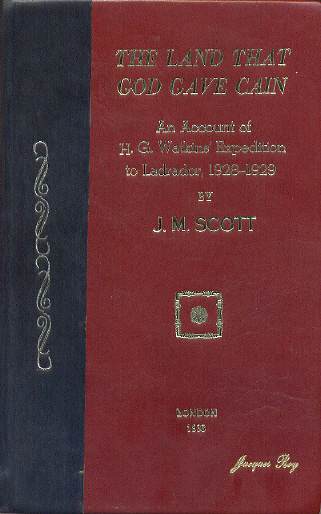 THE LAND THAT
GOD GAVE CAIN
An Account of
H. G. Watkins' Expedition
to Labrador, 1928-1929
BY
J. M. SCOTT
LONDON
1933
Jacques Roy